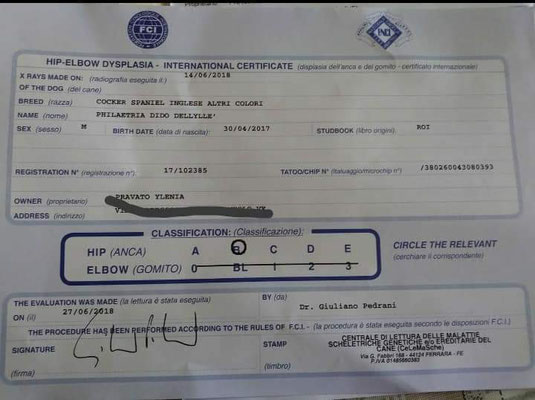 FCI
HIP-ELBOW DYSPLASIA - INTERNATIONAL CERTIFICATE (displasia dell'anca e del gomito - certificato internazionale)
X RAYS MADE ON: (radiografia eseguita il:) 14/06/2018
OF THE DOG (del cane)
BREED (razza) COCKER SPANIEL INGLESE ALTRI COLORI
NAME (nome) PHILAETRIA DIDO DELLYLLE'
SEX (sesso) M BIRTH DATE (data di nascita): 30/04/2017 STUDBOOK (libro origini): ROI
REGISTRATION N° (registrazione n°) 17/102385 TATOO/CHIP N° (tatuaggio/microchip n°) /380260043080393
OWNER (proprietario) PRAVATO YLENIA
ADDRESS (indirizzo)
CLASSIFICATION: (Classificazione):
HIP (ANCA) A B C D E
ELBOW (GOMITO) 0 BL 1 2 3
CIRCLE THE RELEVANT
(cerchiare il corrispondente)
THE EVALUATION WAS MADE (la lettura è stata eseguita)
ON (il) 27/06/2018
BY (da) Dr. Giuliano Pedrani
THE PROCEDURE HAS BEEN PERFORMED ACCORDING TO THE RULES OF F.C.I. - (la procedura è stata eseguita secondo le disposizioni F.C.I.)
SIGNATURE
(firma)
STAMP
(timbro)
CENTRALE DI LETTURA DELLE MALATTIE
SCHELETRICHE GENETICHE e/o EREDITARIE DEL
CANE (CeLeMaSche)
Via G. Fabbri 168 - 44124 FERRARA - FE